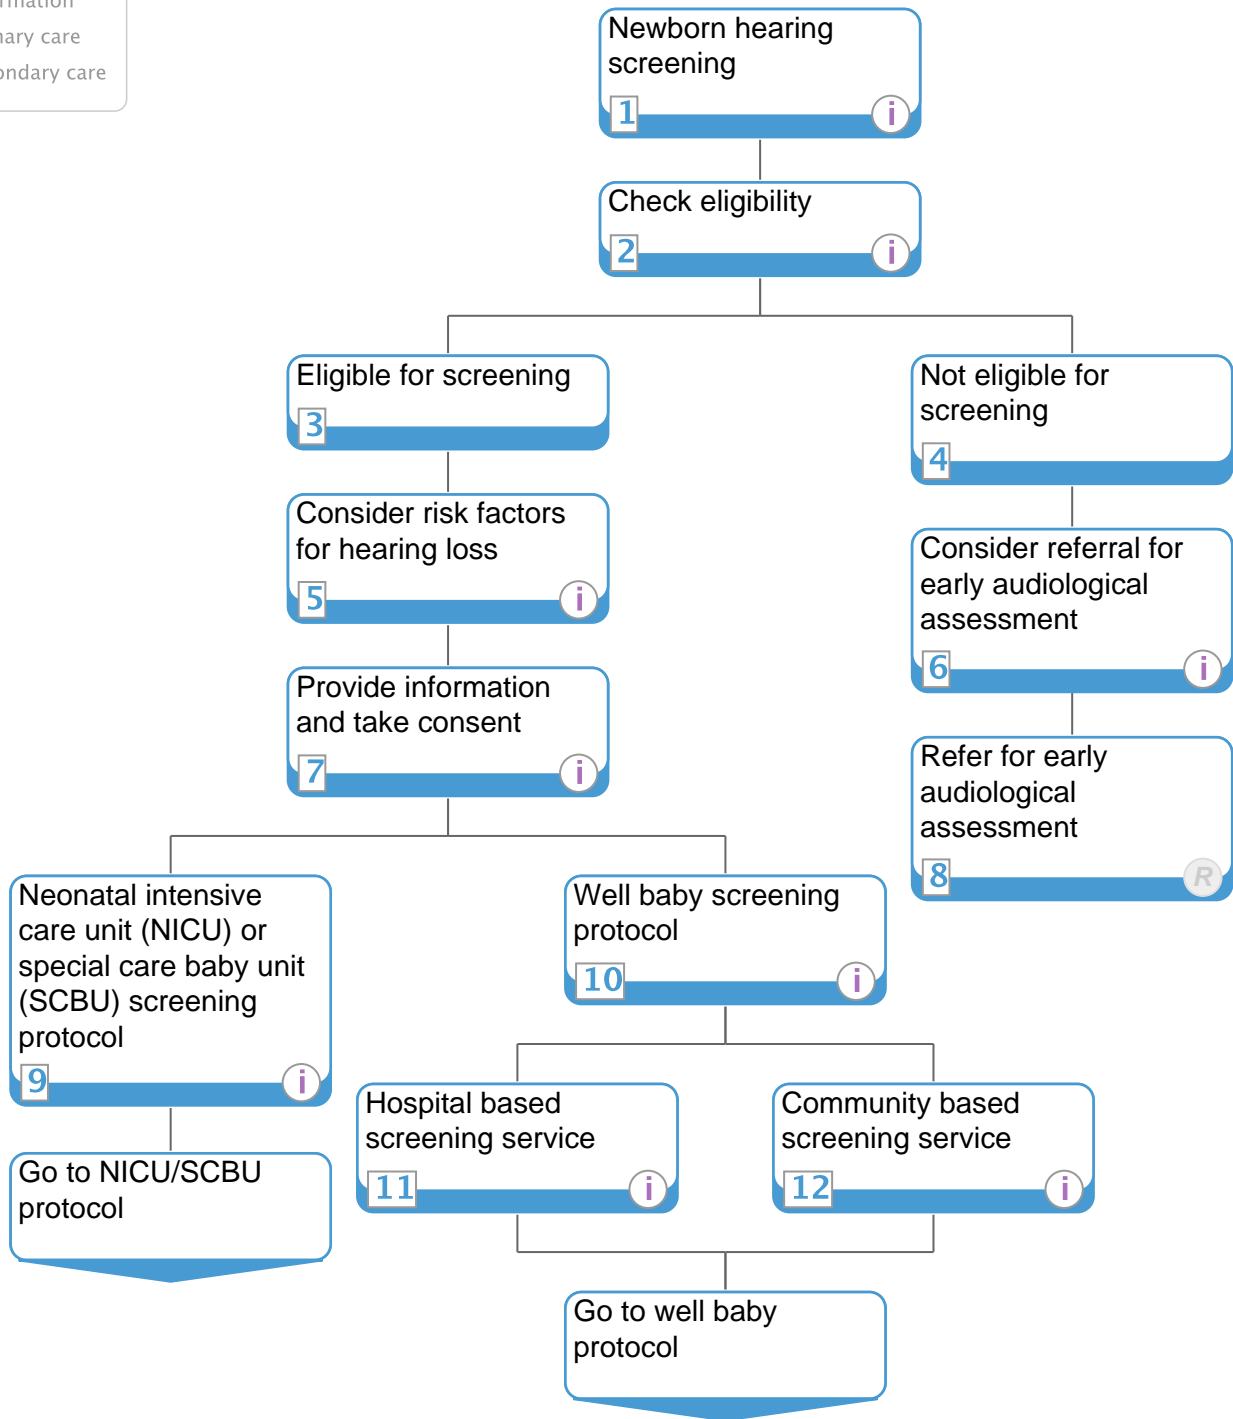 care
ondary care
Newborn hearing
screening
1
i
Check eligibility
2
i
Eligible for screening
3
Not eligible for
screening
4
Consider risk factors
for hearing loss
5
i
Consider referral for
early audiological
assessment
6
i
Provide information
and take consent
7
i
Refer for early
audiological
assessment
8
R
Neonatal intensive
care unit (NICU) or
special care baby unit
(SCBU) screening
protocol
9
i
Well baby screening
protocol
10
i
Hospital based
screening service
11
i
Community based
screening service
12
i
Go to NICU/SCBU
protocol
Go to well baby
protocol